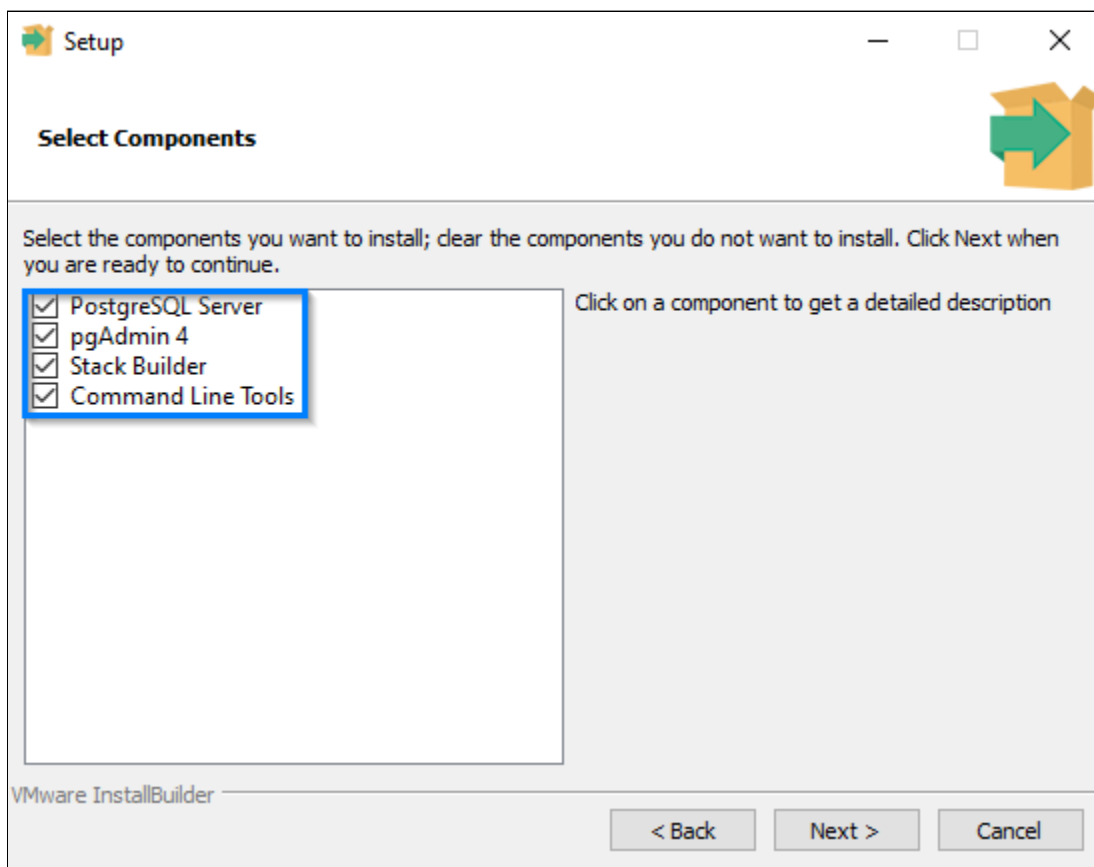 Setup
Select Components
Select the components you want to install; clear the components you do not want to install. Click Next when
you are ready to continue.
PostgreSQL Server
pgAdmin 4
Stack Builder
Command Line Tools
Click on a component to get a detailed description
VMware InstallBuilder
< Back
Next >
Cancel